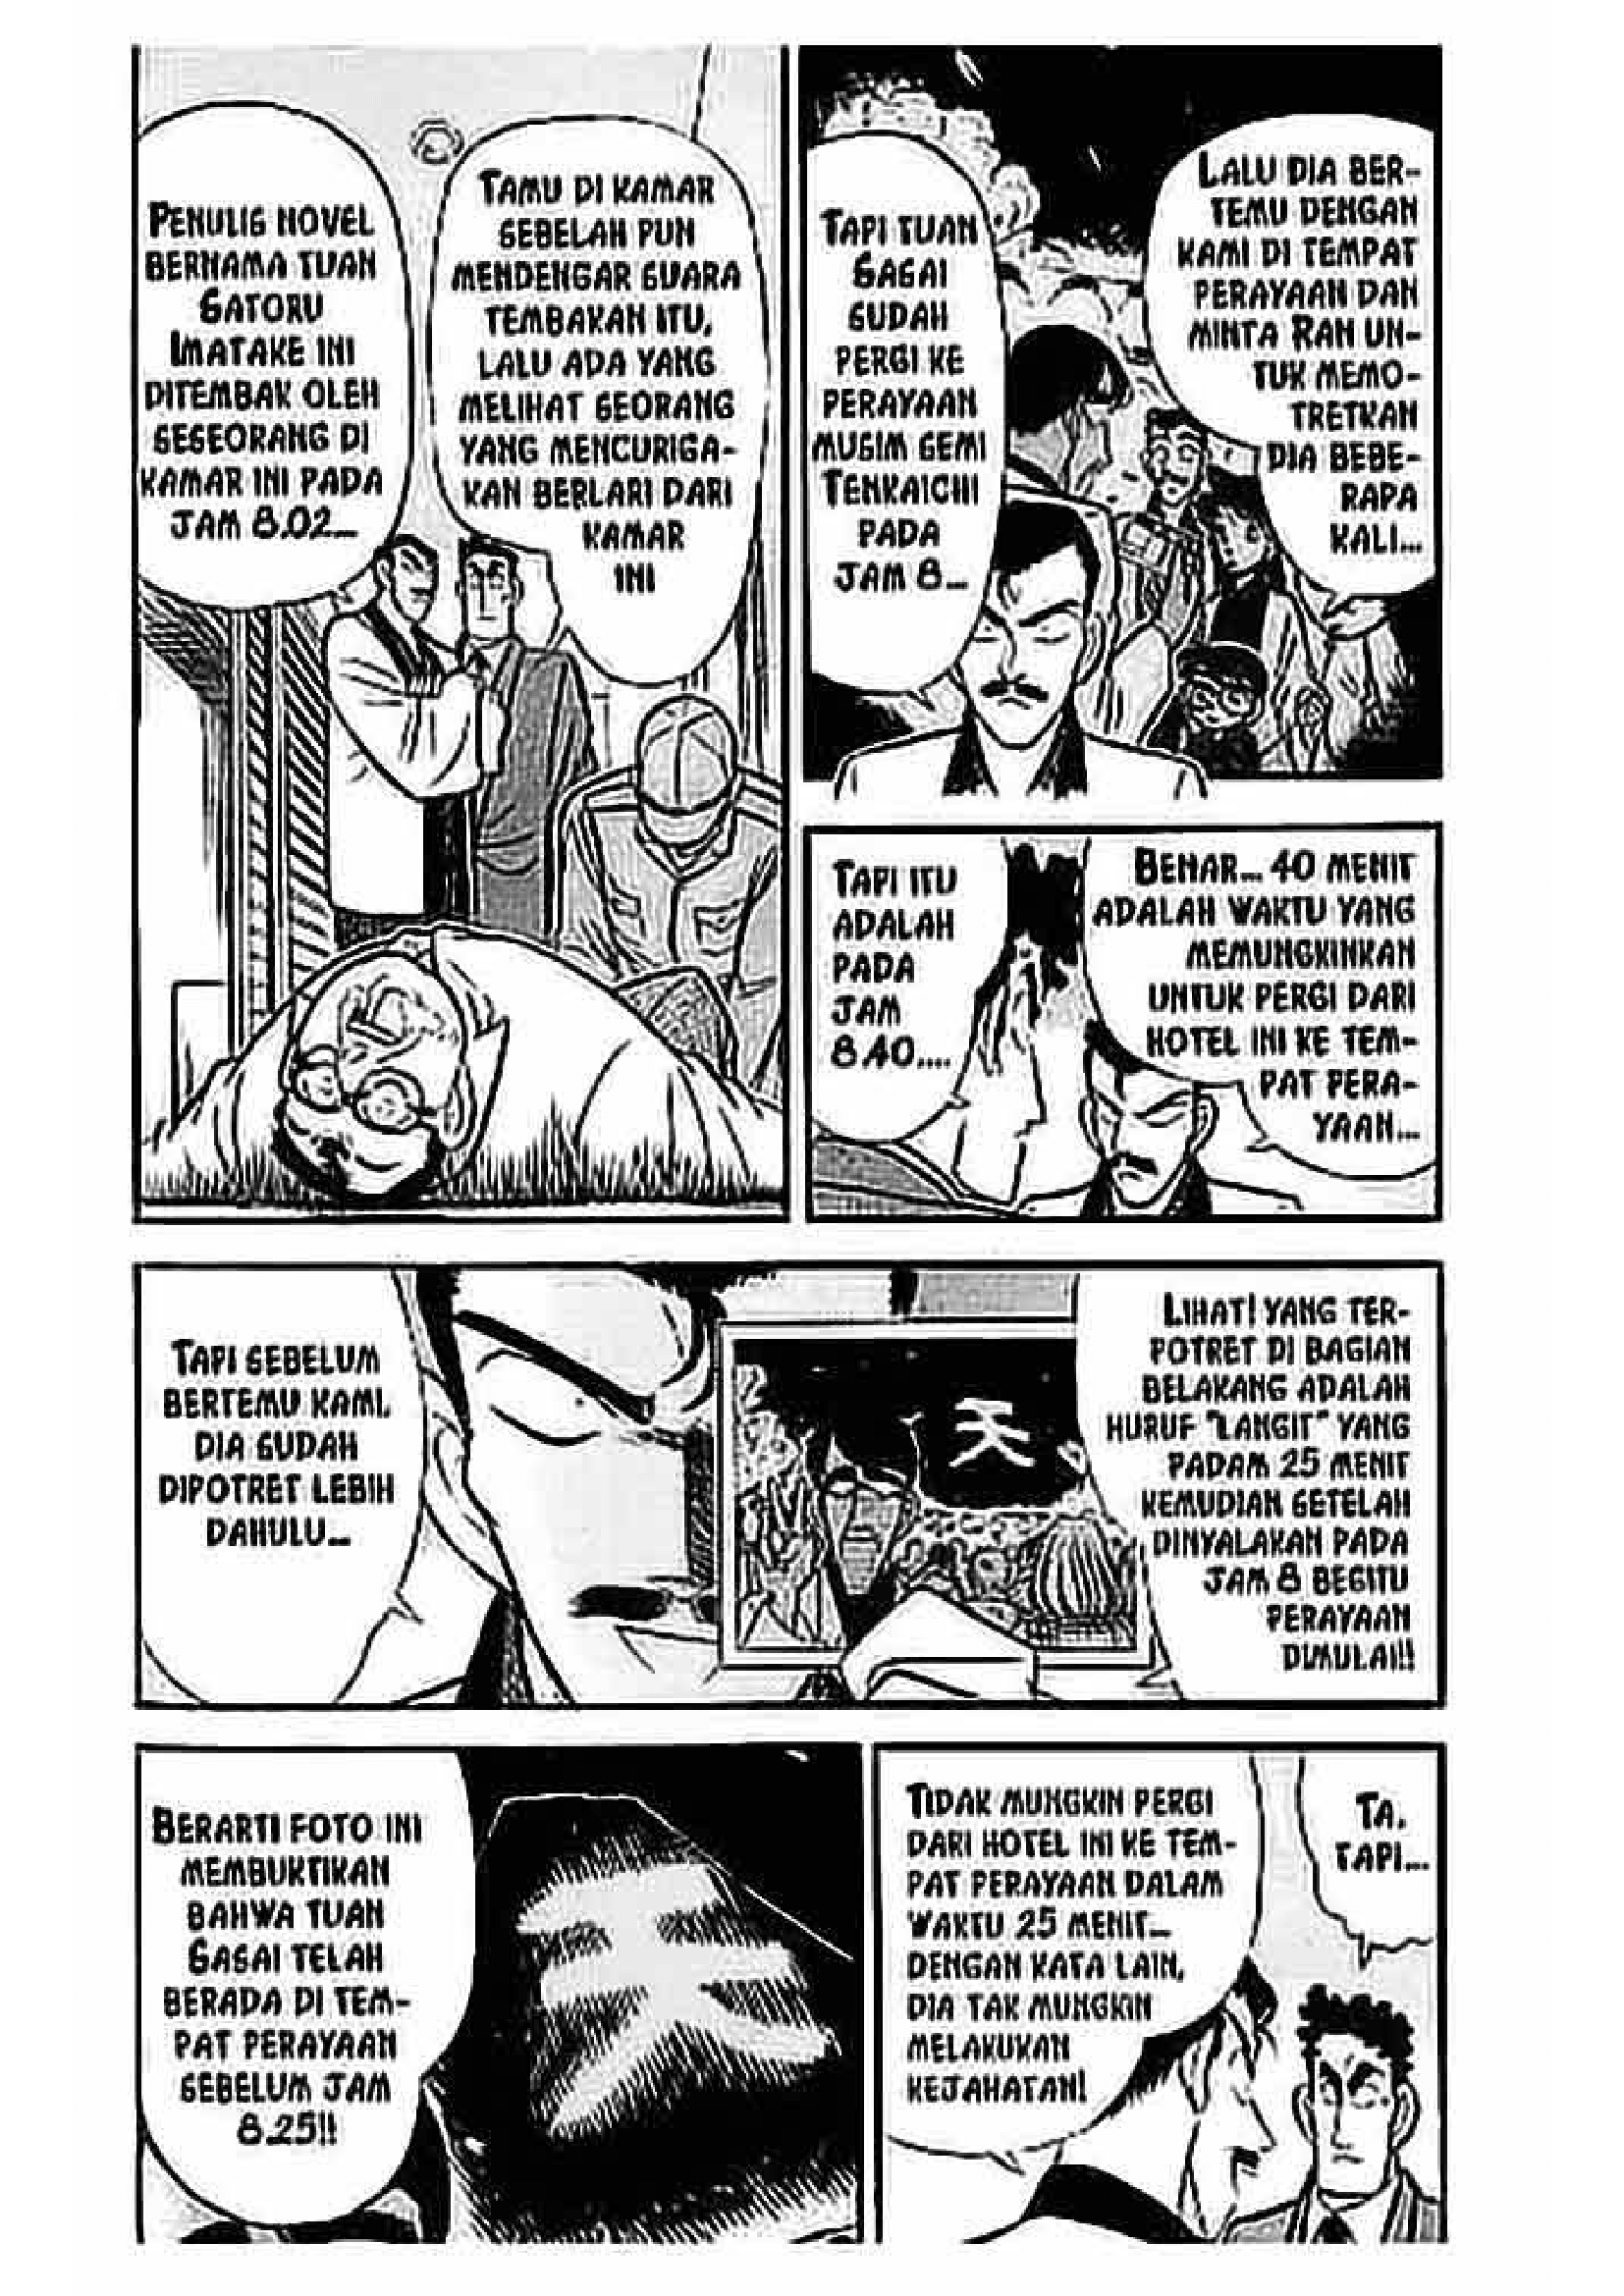 PENULIS NOVEL
BERNAMA TUAN
SATORU
IMATAKE INI
DITEMBAK OLEH
SESEORANG DI
KAMAR INI PADA
JAM 8.02...
TAMU DI KAMAR
SEBELAH PUN
MENDENGAR SUARA
TEMBAKAN ITU,
LALU ADA YANG
MELIHAT SEORANG
YANG MENCURIGA-
KAN BERLARI DARI
KAMAR
INI
TAPI TUAN
SASAI
SUDAH
PERGI KE
PERAYAAN
MUSIM SEMI
TENKAICHI
PADA
JAM 8...
LALU DIA BER-
TEMU DENGAN
KAMI DI TEMPAT
PERAYAAN DAN
MINTA RAN UN-
TUK MEMO-
TRETKAN
DIA BEBE-
RAPA
KALI...
TAPI ITU
ADALAH
PADA
JAM
8.40....
BENAR... 40 MENIT
ADALAH WAKTU YANG
MEMUNGKINKAN
UNTUK PERGI DARI
HOTEL INI KE TEM-
PAT PERA-
YAAN...
TAPI SEBELUM
BERTEMU KAMI,
DIA SUDAH
DIPOTRET LEBIH
DAHULU...
天
LIHAT! YANG TER-
POTRET DI BAGIAN
BELAKANG ADALAH
HURUF "LANGIT" YANG
PADAM 25 MENIT
KEMUDIAN SETELAH
DINYALAKAN PADA
JAM 8 BEGITU
PERAYAAN
DIMULAI!!
BERARTI FOTO INI
MEMBUKTIKAN
BAHWA TUAN
SASAI TELAH
BERADA DI TEM-
PAT PERAYAAN
SEBELUM JAM
8.25!!
天
TIDAK MUNGKIN PERGI
DARI HOTEL INI KE TEM-
PAT PERAYAAN DALAM
WAKTU 25 MENIT...
DENGAN KATA LAIN,
DIA TAK MUNGKIN
MELAKUKAN
KEJAHATAN!
TA,
TAPI...